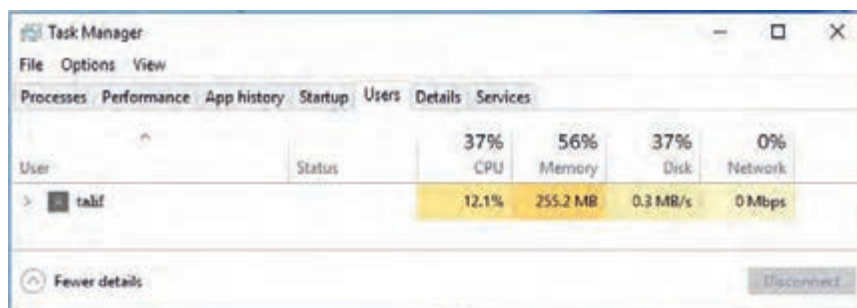 Task Manager
File Options View
Processes Performance App history Startup Users Details Services
37% 56% 37% 0%
User Status CPU Memory Disk Network
12.1% 255.2 MB 0.3 MB/s 0 Mbps
Fewer details Disconnect